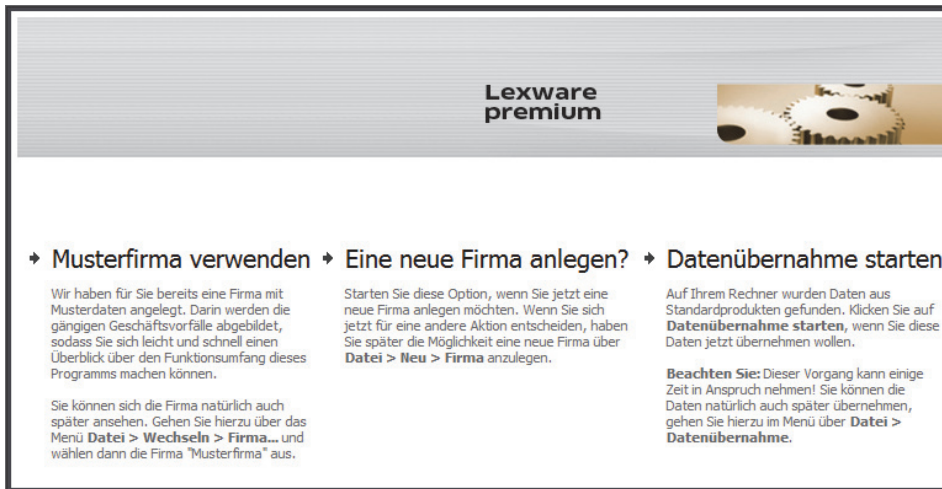 Lexware
premium
Musterfirma verwenden
Wir haben für Sie bereits eine Firma mit
Musterdaten angelegt. Darin werden die
gängigen Geschäftsvorfälle abgebildet,
sodass Sie sich leicht und schnell einen
Überblick über den Funktionsumfang dieses
Programms machen können.
Sie können sich die Firma natürlich auch
später ansehen. Gehen Sie hierzu über das
Menü Datei > Wechseln > Firma... und
wählen dann die Firma "Musterfirma" aus.
Eine neue Firma anlegen?
Starten Sie diese Option, wenn Sie jetzt eine
neue Firma anlegen möchten. Wenn Sie sich
jetzt für eine andere Aktion entscheiden, haben
Sie später die Möglichkeit eine neue Firma über
Datei > Neu > Firma anzulegen.
Datenübernahme starten
Auf Ihrem Rechner wurden Daten aus
Standardprodukten gefunden. Klicken Sie auf
Datenübernahme starten, wenn Sie diese
Daten jetzt übernehmen wollen.
Beachten Sie: Dieser Vorgang kann einige
Zeit in Anspruch nehmen! Sie können die
Daten natürlich auch später übernehmen,
gehen Sie hierzu im Menü über Datei >
Datenübernahme.